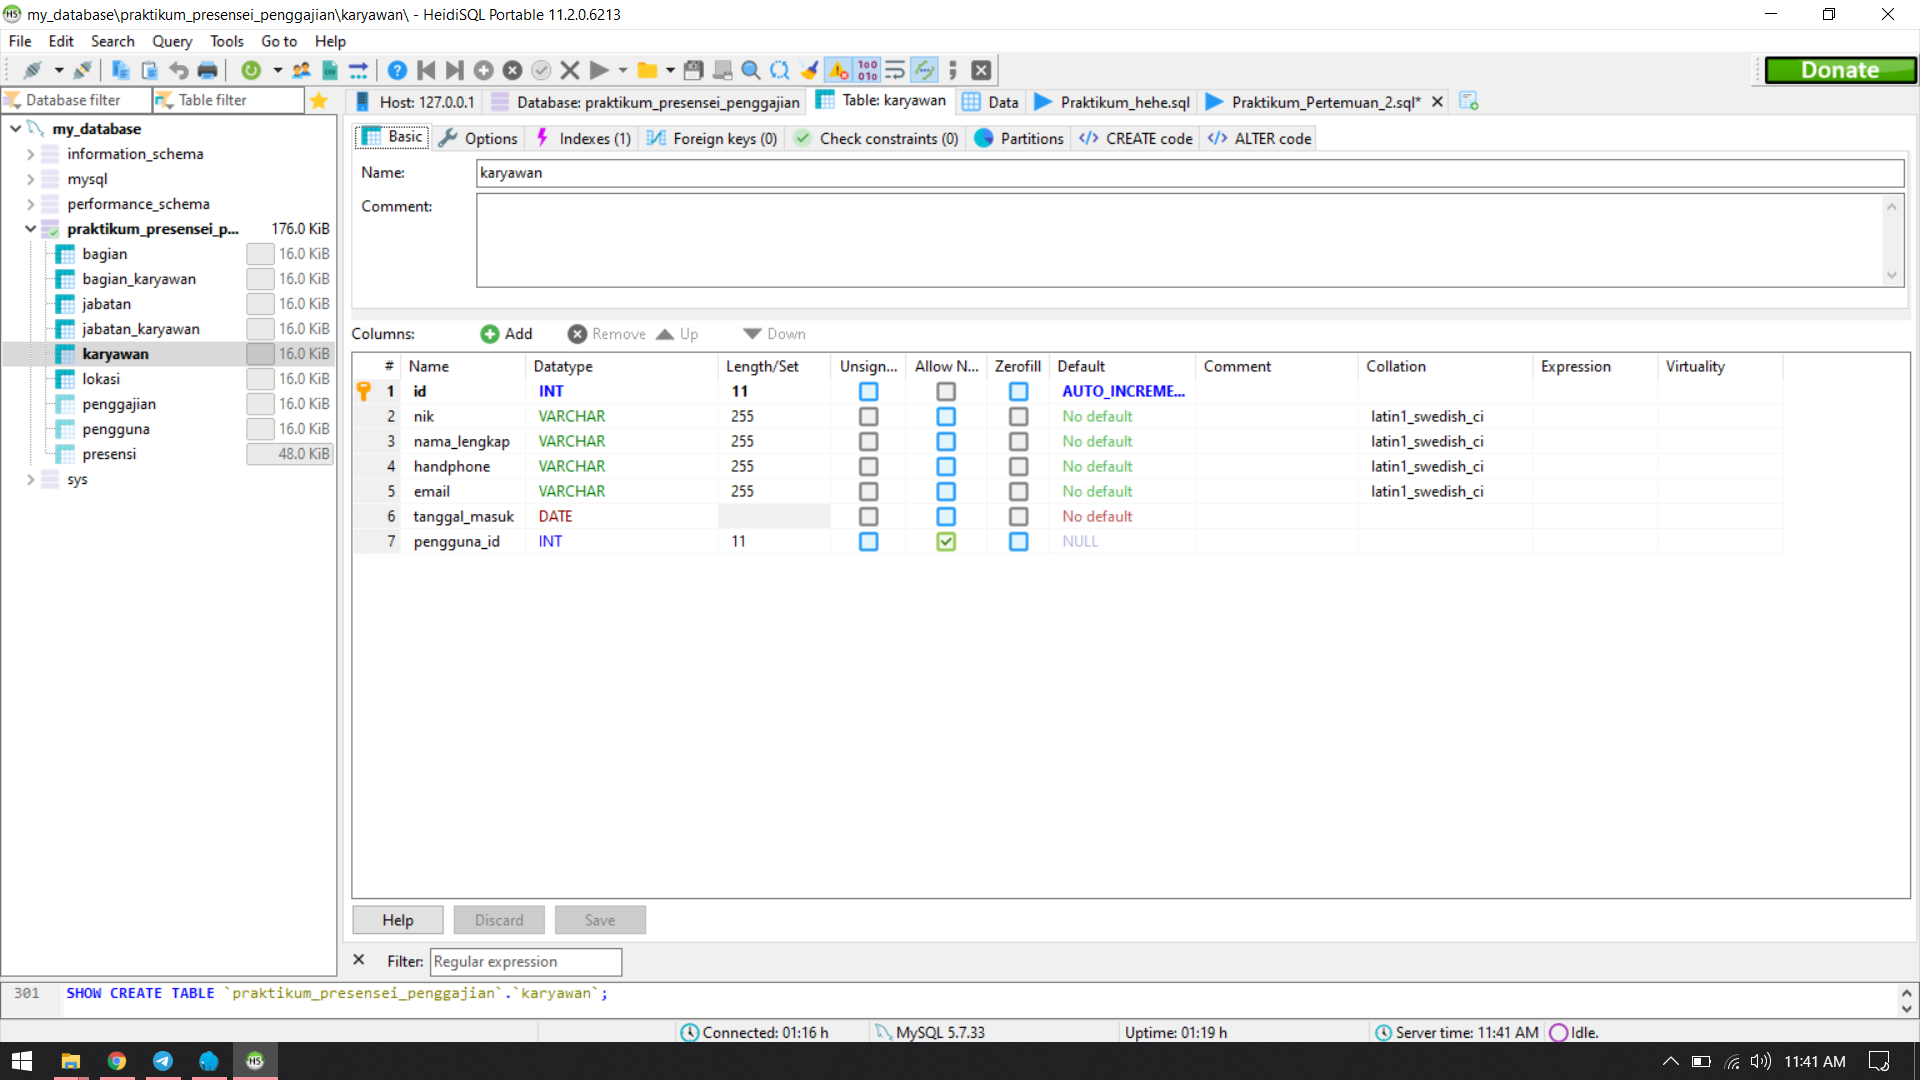 my_database\praktikum_presensei_penggajian\karyawan\ - HeidiSQL Portable 11.2.0.6213
File Edit Search Query Tools Go to Help
Donate
Database filter Table filter
Host: 127.0.0.1 Database: praktikum_presensei_penggajian Table: karyawan Data Praktikum_hehe.sql Praktikum_Pertemuan_2.sql*
my_database
information_schema
mysql
performance_schema
praktikum_presensei_p... 176.0 KiB
bagian 16.0 KiB
bagian_karyawan 16.0 KiB
jabatan 16.0 KiB
jabatan_karyawan 16.0 KiB
karyawan 16.0 KiB
lokasi 16.0 KiB
penggajian 16.0 KiB
pengguna 16.0 KiB
presensi 48.0 KiB
sys
Basic Options Indexes (1) Foreign keys (0) Check constraints (0) Partitions CREATE code ALTER code
Name: karyawan
Comment:
Columns: Add Remove Up Down
# Name Datatype Length/Set Unsign... Allow N... Zerofill Default Comment Collation Expression Virtuality
1 id INT 11 AUTO_INCREME...
2 nik VARCHAR 255 No default latin1_swedish_ci
3 nama_lengkap VARCHAR 255 No default latin1_swedish_ci
4 handphone VARCHAR 255 No default latin1_swedish_ci
5 email VARCHAR 255 No default latin1_swedish_ci
6 tanggal_masuk DATE No default
7 pengguna_id INT 11 NULL
Help Discard Save
Filter: Regular expression
301 SHOW CREATE TABLE `praktikum_presensei_penggajian`.`karyawan`;
Connected: 01:16 h MySQL 5.7.33 Uptime: 01:19 h Server time: 11:41 AM Idle.
HS 11:41 AM